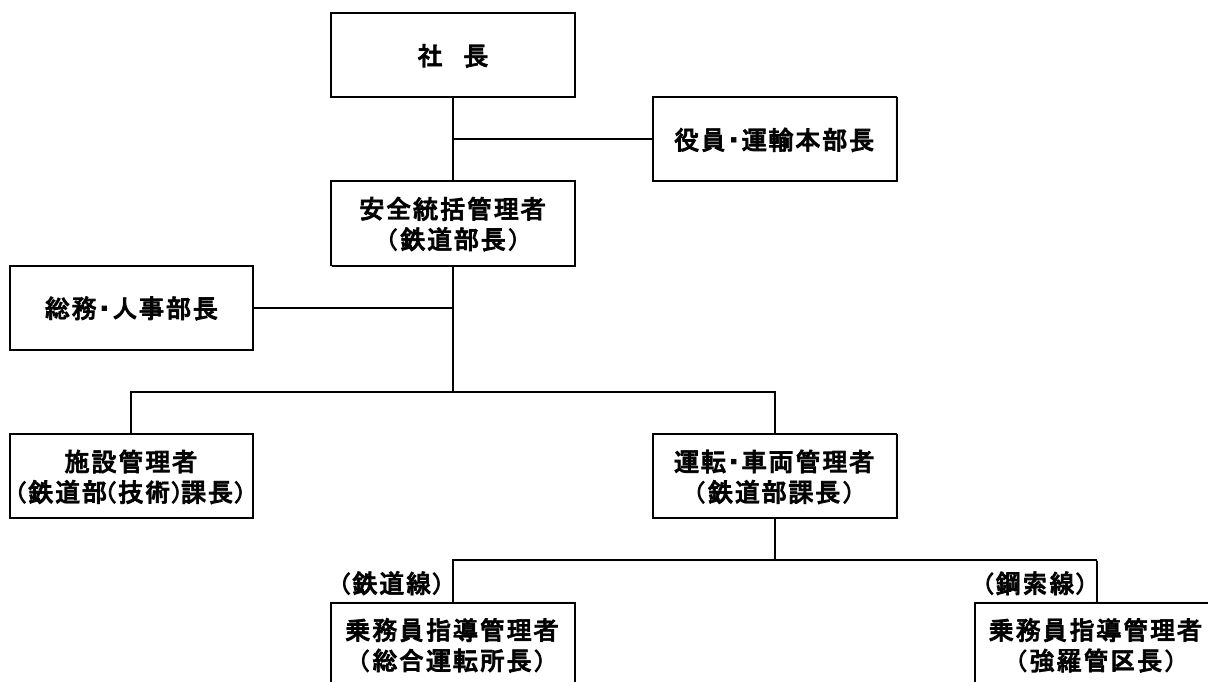 社 長
役員・運輸本部長
安全統括管理者
(鉄道部長)
総務・人事部長
施設管理者
(鉄道部(技術)課長)
運転・車両管理者
(鉄道部課長)
(鉄道線)
(鋼索線)
乗務員指導管理者
(総合運転所長)
乗務員指導管理者
(強羅管区長)